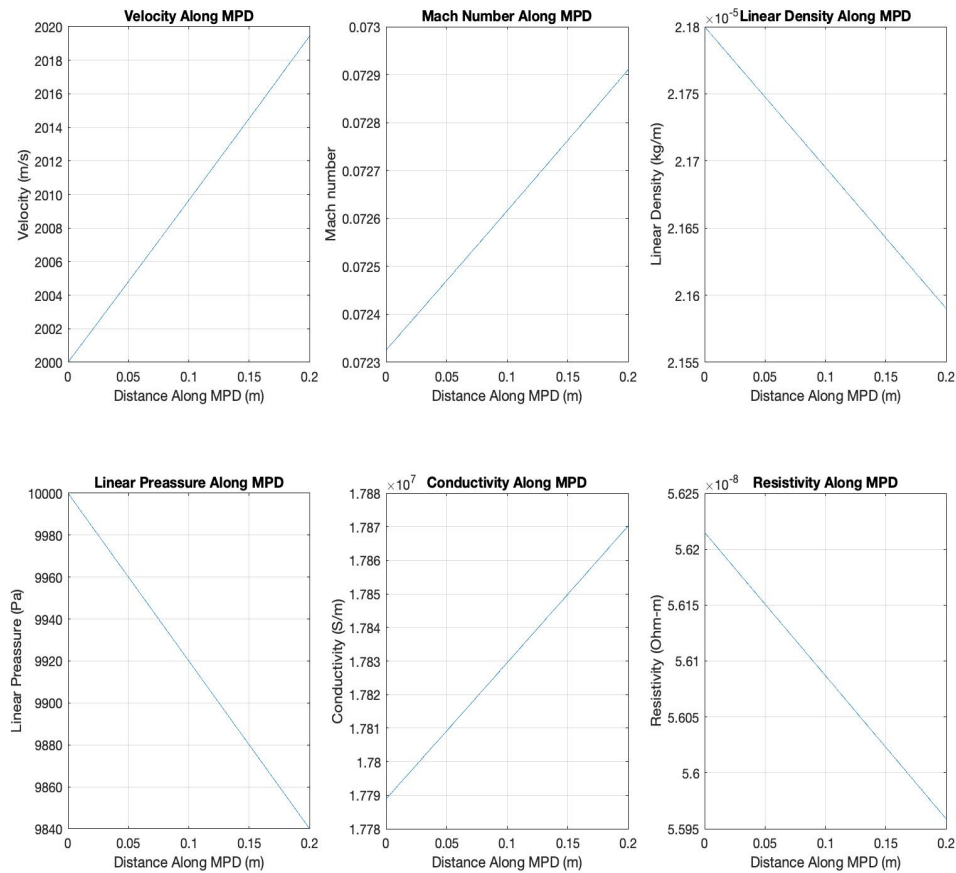 Velocity Along MPD
2020
2018
2016
2014
2012
2010
2008
2006
2004
2002
2000
Velocity (m/s)
0 0.05 0.1 0.15 0.2
Distance Along MPD (m)
Mach Number Along MPD
0.073
0.0729
0.0728
0.0727
0.0726
0.0725
0.0724
0.0723
Mach number
0 0.05 0.1 0.15 0.2
Distance Along MPD (m)
×10-5 Linear Density Along MPD
2.18
2.175
2.17
2.165
2.16
2.155
Linear Density (kg/m)
0 0.05 0.1 0.15 0.2
Distance Along MPD (m)
Linear Preassure Along MPD
10000
9980
9960
9940
9920
9900
9880
9860
9840
Linear Preassure (Pa)
0 0.05 0.1 0.15 0.2
Distance Along MPD (m)
×10^7 Conductivity Along MPD
1.788
1.787
1.786
1.785
1.784
1.783
1.782
1.781
1.78
1.779
1.778
Conductivity (S/m)
0 0.05 0.1 0.15 0.2
Distance Along MPD (m)
×10-8 Resistivity Along MPD
5.625
5.62
5.615
5.61
5.605
5.6
5.595
Resistivity (Ohm-m)
0 0.05 0.1 0.15 0.2
Distance Along MPD (m)